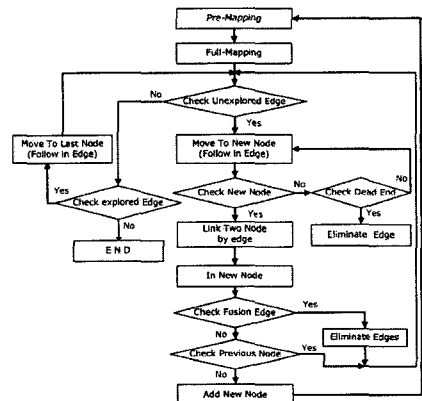 Pre-Mapping
Full-Mapping
No
Check Unexplored Edge
Yes
Move To Last Node
(Follow in Edge)
Move To New Node
(Follow in Edge)
No
Yes
Check explored Edge
Check New Node
No
Check Dead End
No
Yes
Yes
END
Link Two Node
by edge
Eliminate Edge
In New Node
Check Fusion Edge
Yes
No
Eliminate Edges
Check Previous Node
Yes
No
Add New Node